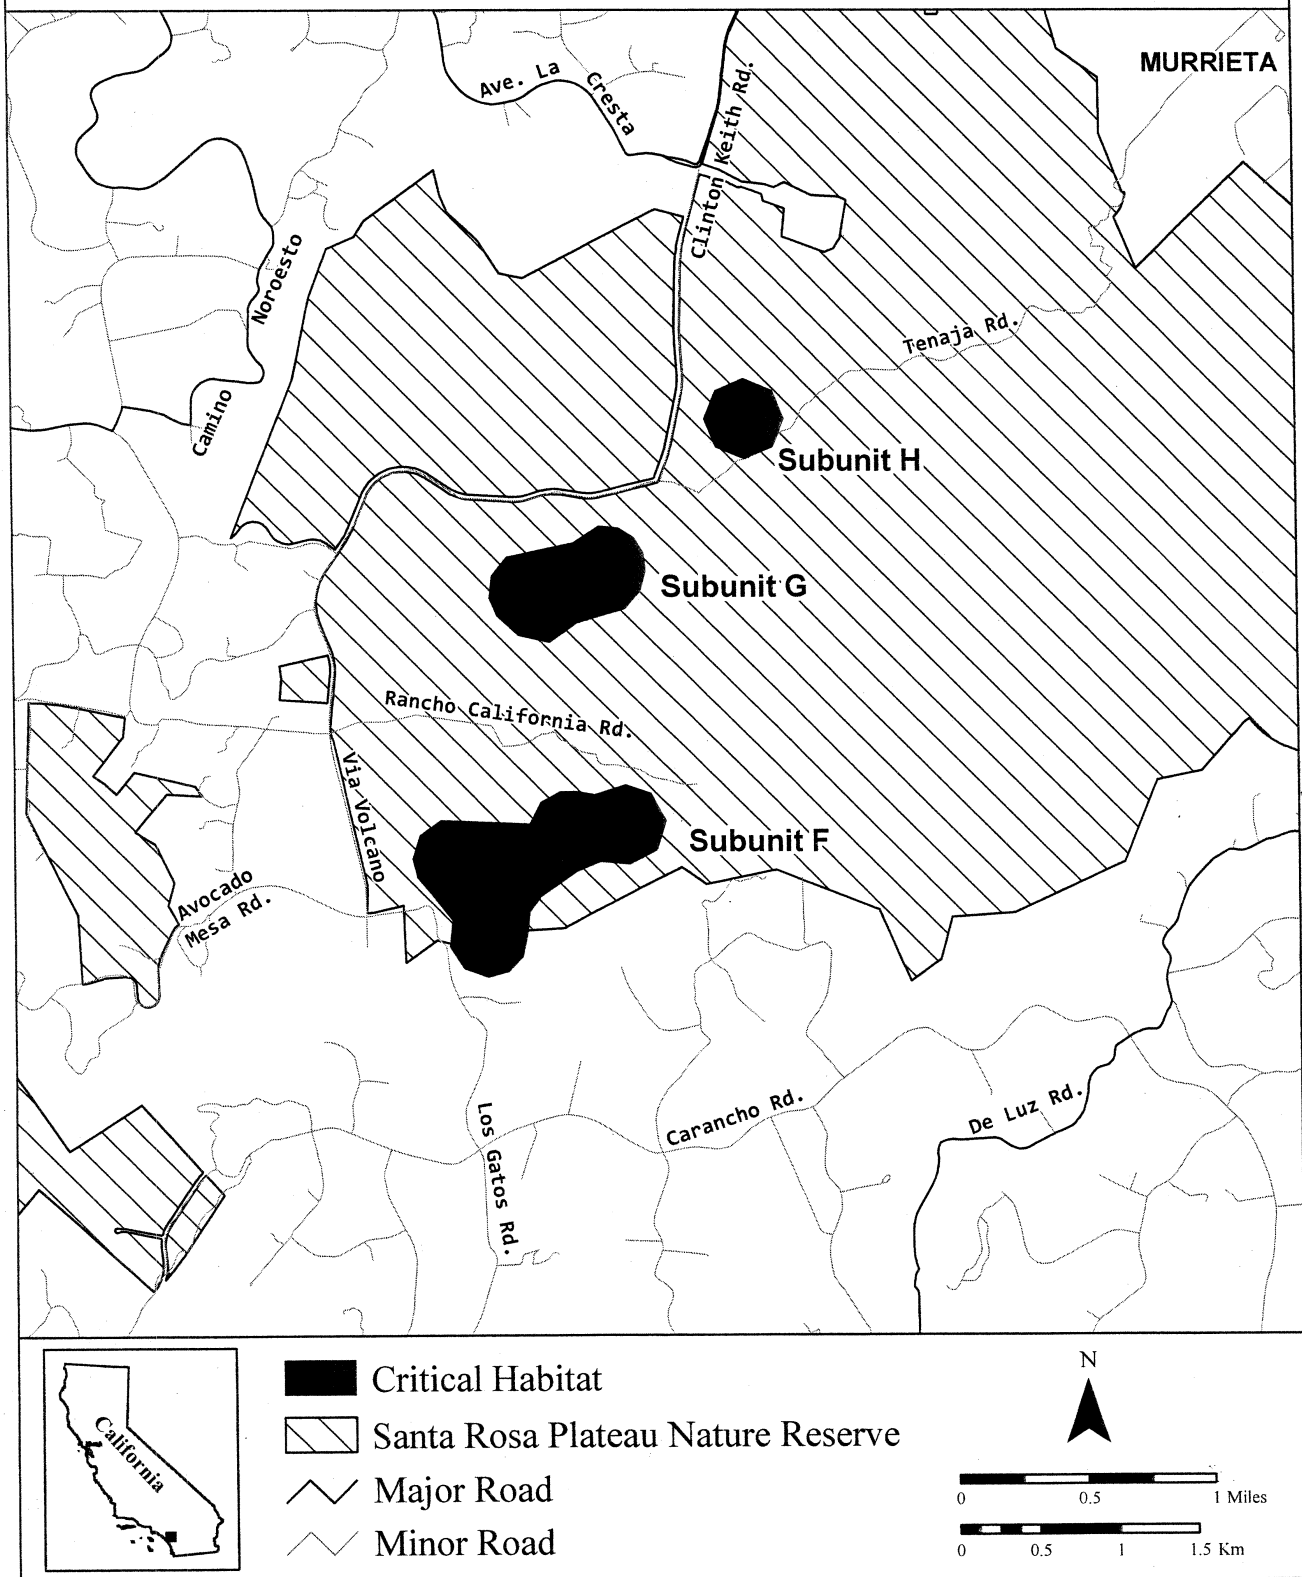 MURRIETA
Ave. La
Cresta
Clinton Keith Rd.
Camino Noroesto
Tenaja Rd.
Subunit H
Subunit G
Rancho California Rd.
Via Volcano
Subunit F
Avocado
Mesa Rd.
Los Gatos Rd.
Carancho Rd.
De Luz Rd.
California
Critical Habitat
Santa Rosa Plateau Nature Reserve
Major Road
Minor Road
N
0 0.5 1 Miles
0 0.5 1 1.5 Km